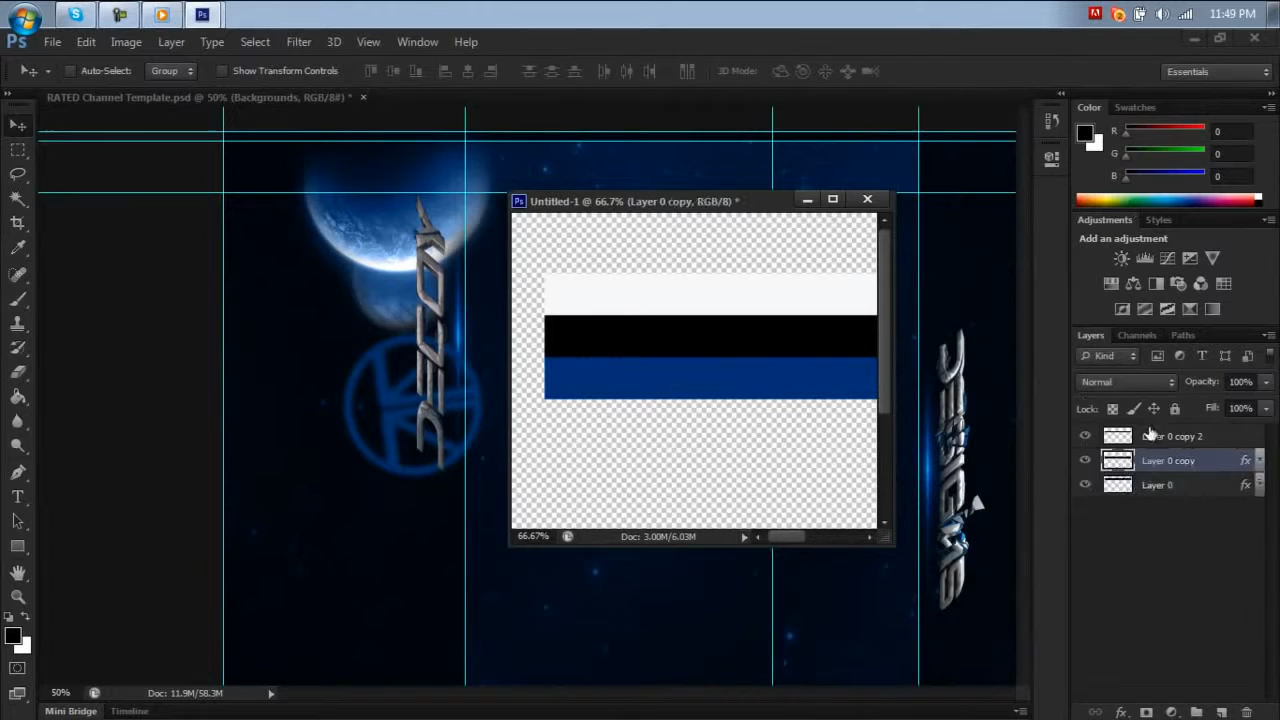 11:49 PM
Ps File Edit Image Layer Type Select Filter 3D View Window Help
Auto-Select: Group Show Transform Controls 3D Mode: Essentials
RATED Channel Template.psd @ 50% (Backgrounds, RGB/8#) * ×
Color Swatches
R 0
G 0
B 0
Untitled-1 @ 66.7% (Layer 0 copy, RGB/8) *
Adjustments Styles
Add an adjustment
Layers Channels Paths
Kind
Normal Opacity: 100%
Lock: Fill: 100%
Layer 0 copy 2
Layer 0 copy fx
Layer 0 fx
66.67% Doc: 3.00M/6.03M
50% Doc: 11.9M/58.3M
Mini Bridge Timeline